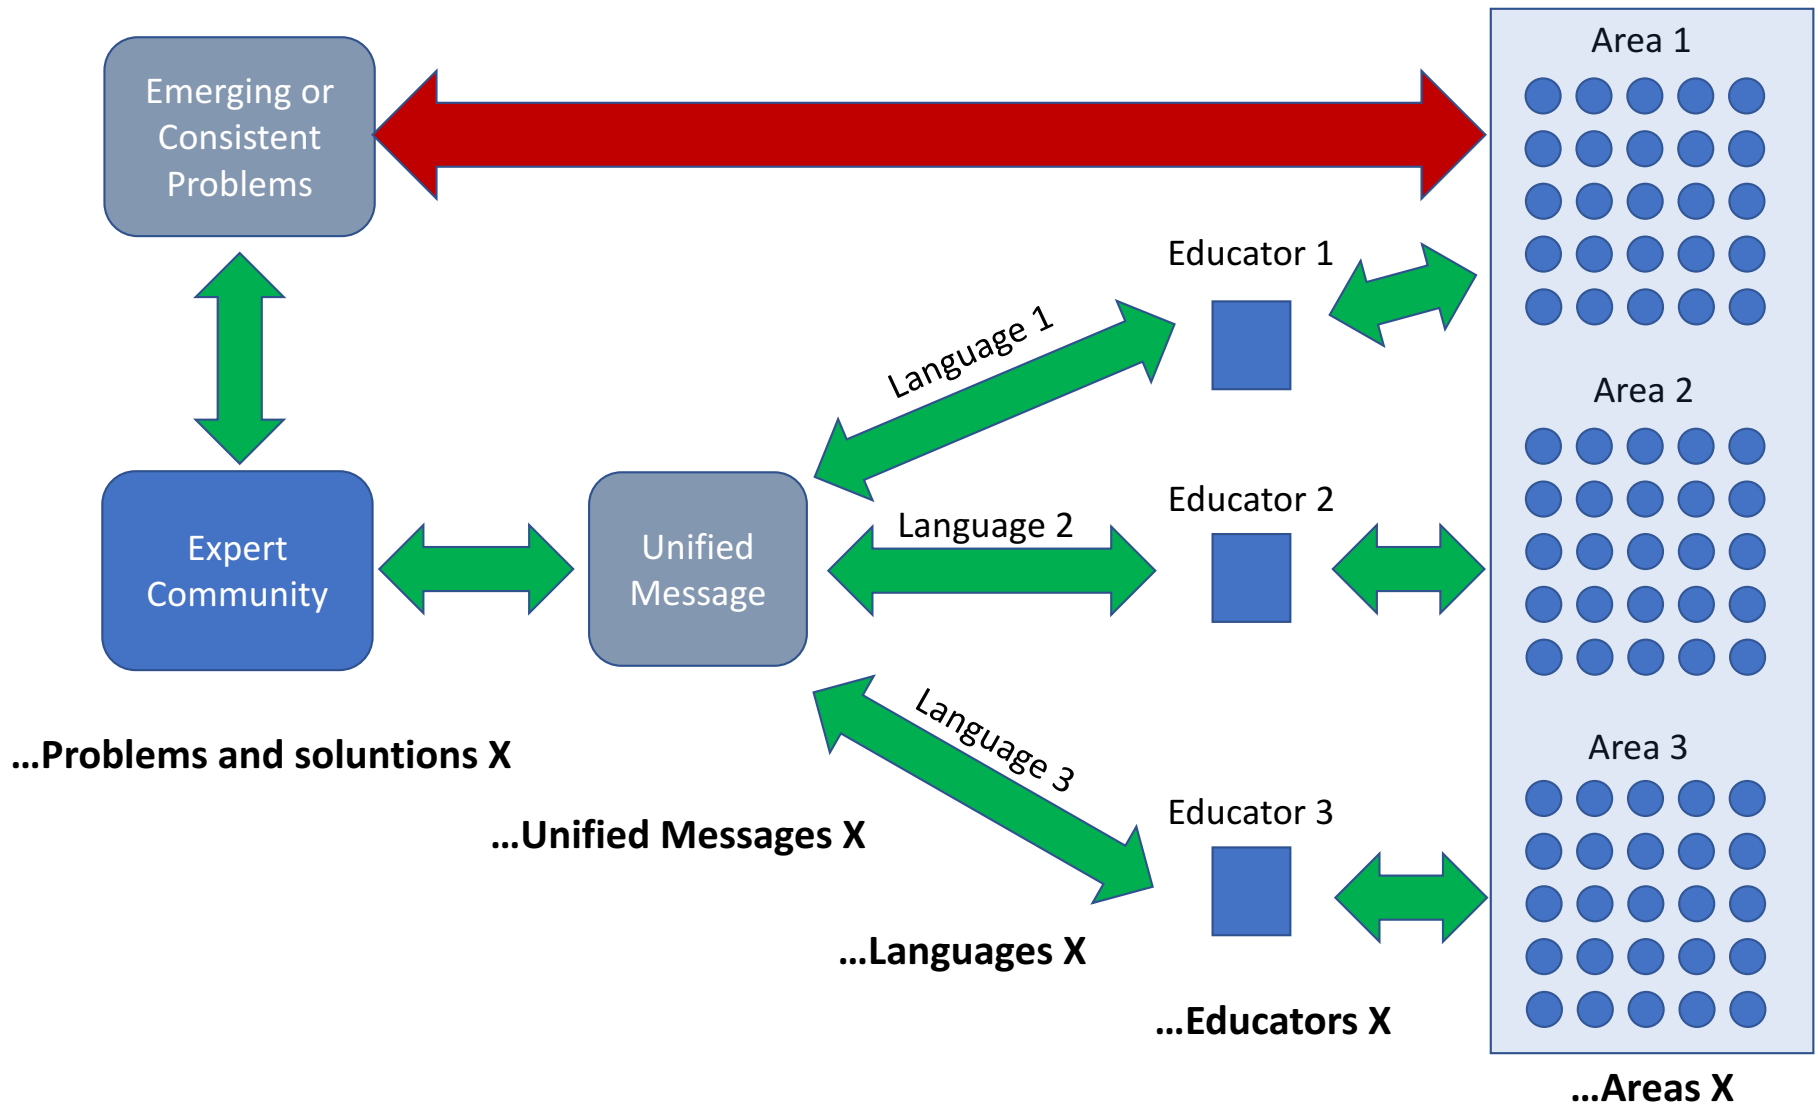 Emerging or
Consistent
Problems
Area 1
Educator 1
Language 1
Area 2
Expert
Community
Unified
Message
Language 2
Educator 2
Language 3
Area 3
Educator 3
...Problems and soluntions X
...Unified Messages X
...Languages X
...Educators X
...Areas X